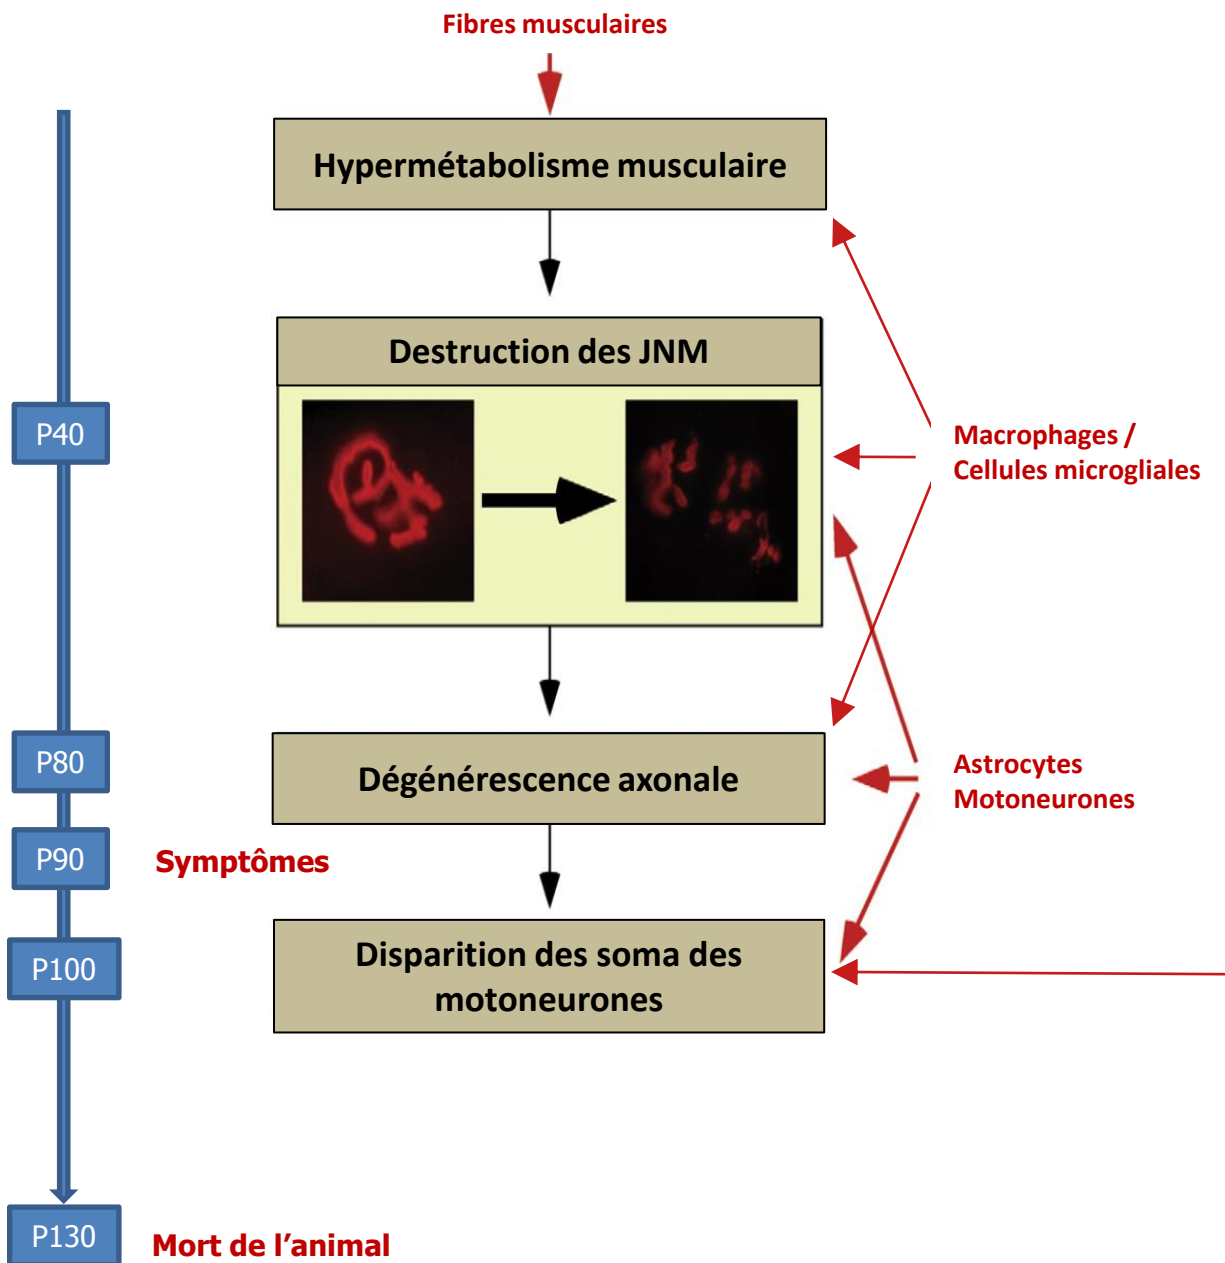 Fibres musculaires
Hypermétabolisme musculaire
Destruction des JNM
P40
Macrophages /
Cellules microgliales
P80
Dégénérescence axonale
Astrocytes
Motoneurones
P90
Symptômes
P100
Disparition des soma des
motoneurones
P130
Mort de l’animal